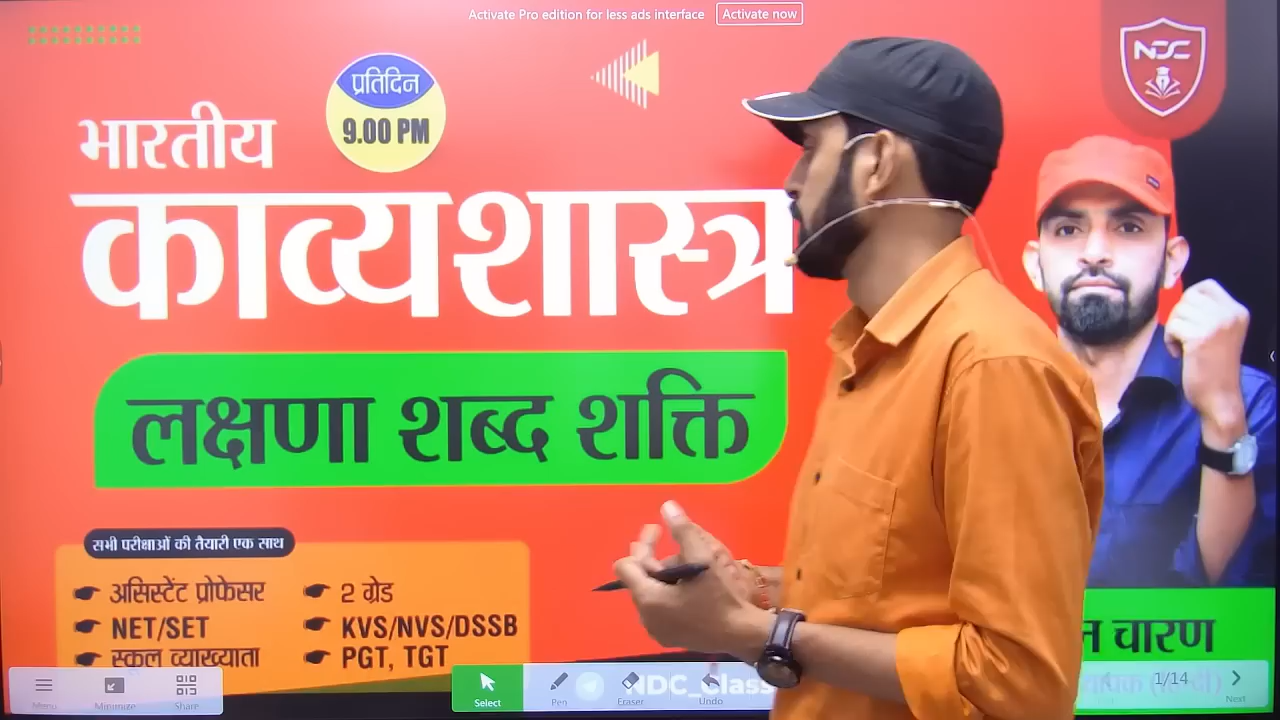 Activate Pro edition for less ads interface Activate now
NDC
प्रतिदिन
9.00 PM
भारतीय
काव्यशास्त्र
लक्षणा शब्द शक्ति
सभी परीक्षाओं की तैयारी एक साथ
असिस्टेंट प्रोफेसर
2 ग्रेड
NET/SET
KVS/NVS/DSSB
स्कूल व्याख्याता
PGT, TGT
चारण
NDC_Class
Menu
Minimize
Share
Select
Pen
Eraser
Undo
1/14
Next